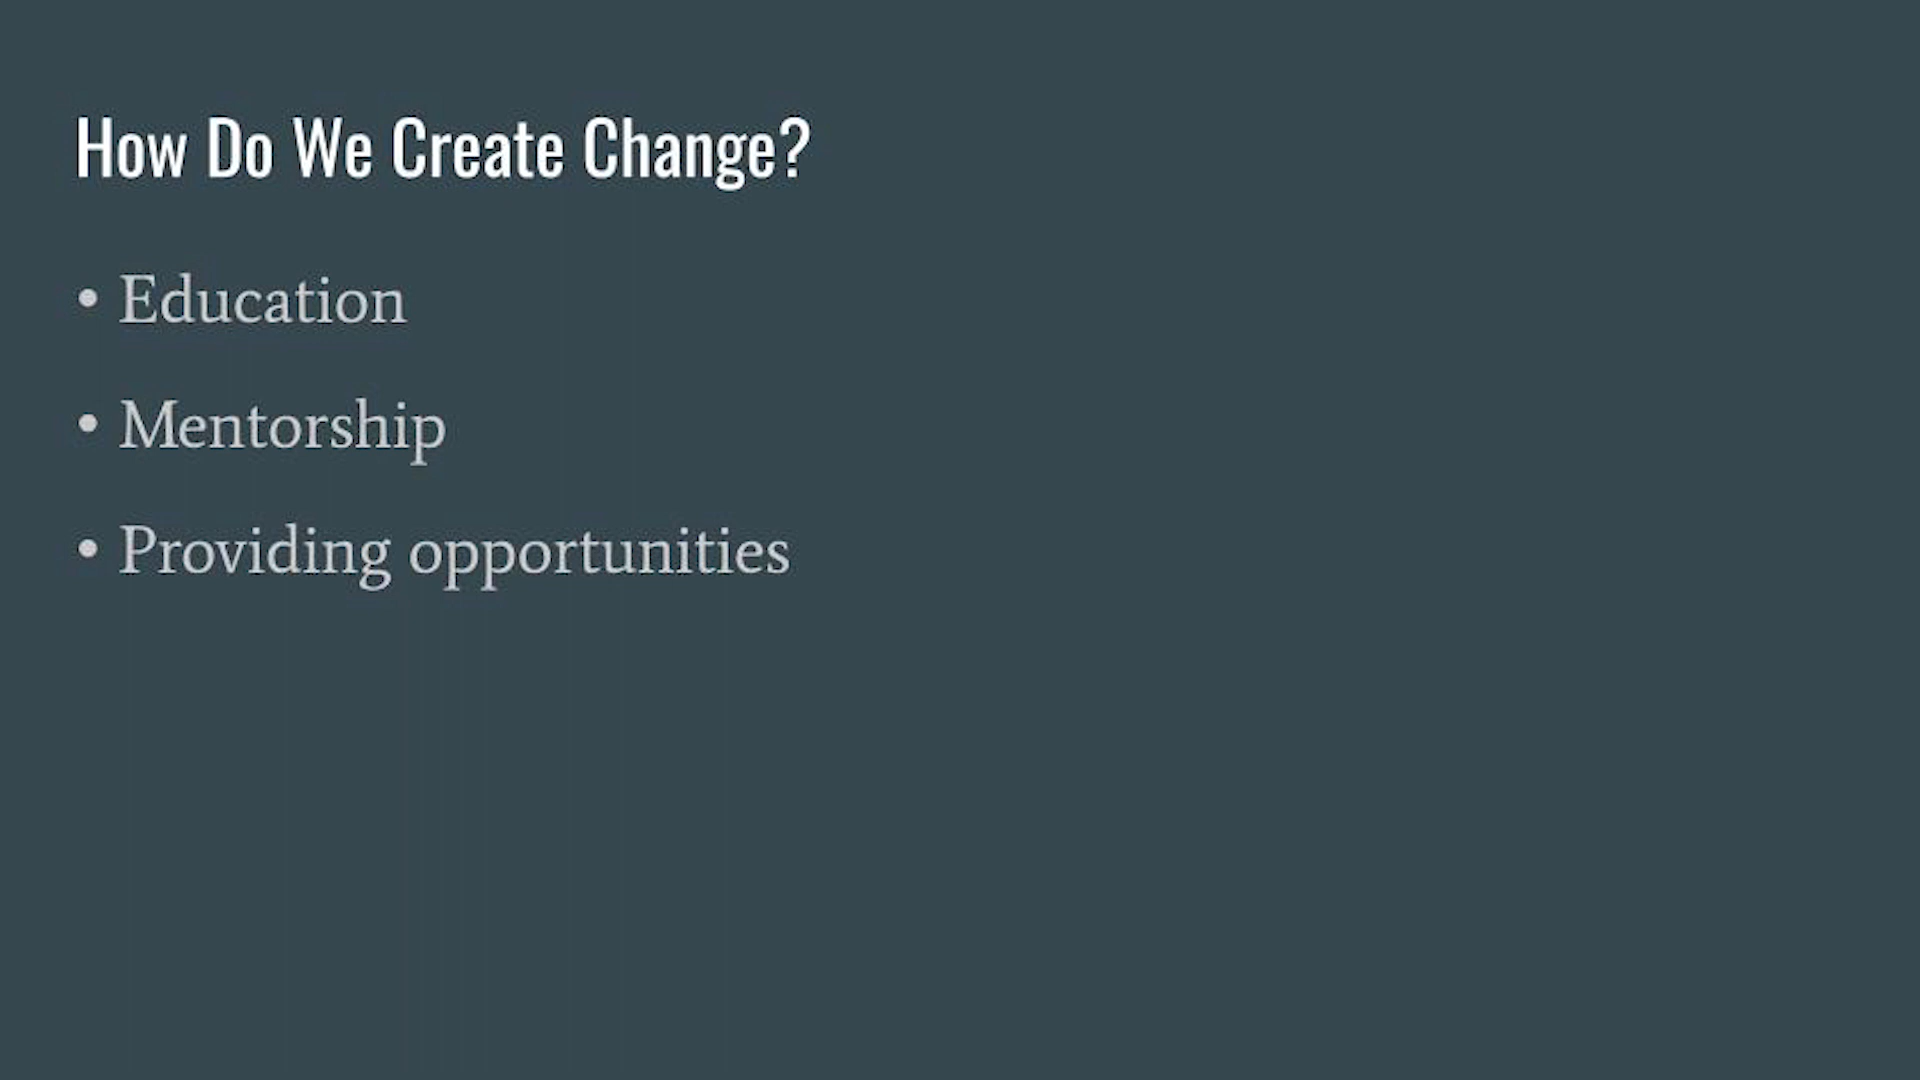 How Do We Create Change?
• Education
• Mentorship
• Providing opportunities